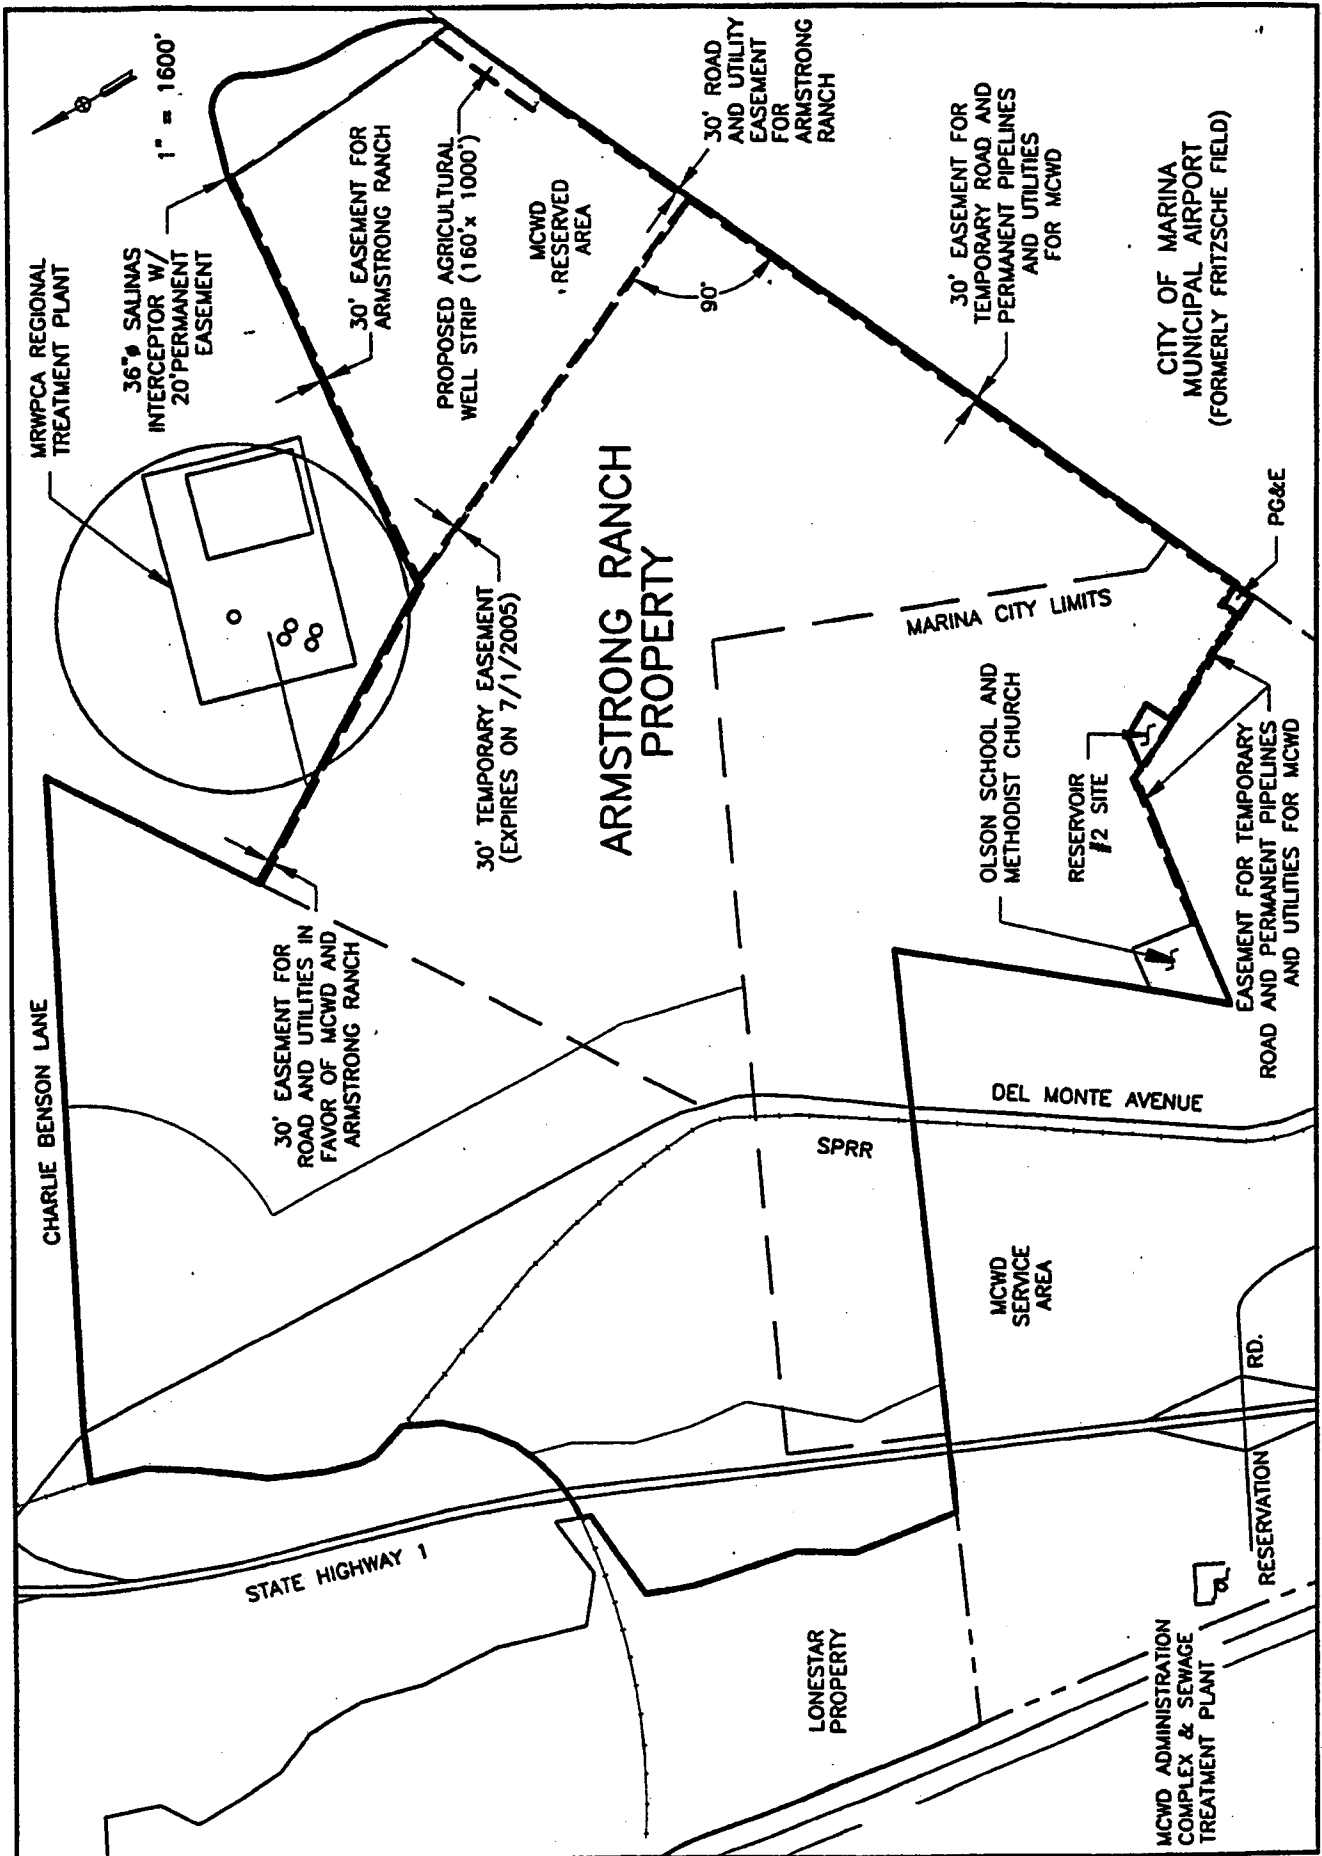 CHARLIE BENSON LANE
MRWPCA REGIONAL
TREATMENT PLANT
36"ø SALINAS
INTERCEPTOR W/
20'PERMANENT
EASEMENT
1" = 1600'
30' EASEMENT FOR
ARMSTRONG RANCH
PROPOSED AGRICULTURAL
WELL STRIP (160'x 1000')
MCWD
RESERVED
AREA
30' ROAD
AND UTILITY
EASEMENT
FOR
ARMSTRONG
RANCH
90°
30' EASEMENT FOR
ROAD AND UTILITIES IN
FAVOR OF MCWD AND
ARMSTRONG RANCH
30' TEMPORARY EASEMENT
(EXPIRES ON 7/1/2005)
ARMSTRONG RANCH
PROPERTY
30' EASEMENT FOR
TEMPORARY ROAD AND
PERMANENT PIPELINES
AND UTILITIES
FOR MCWD
CITY OF MARINA
MUNICIPAL AIRPORT
(FORMERLY FRITZSCHE FIELD)
MARINA CITY LIMITS
PG&E
OLSON SCHOOL AND
METHODIST CHURCH
RESERVOIR
#2 SITE
EASEMENT FOR TEMPORARY
ROAD AND PERMANENT PIPELINES
AND UTILITIES FOR MCWD
STATE HIGHWAY 1
SPRR
DEL MONTE AVENUE
MCWD
SERVICE
AREA
LONESTAR
PROPERTY
RESERVATION
RD.
MCWD ADMINISTRATION
COMPLEX & SEWAGE
TREATMENT PLANT